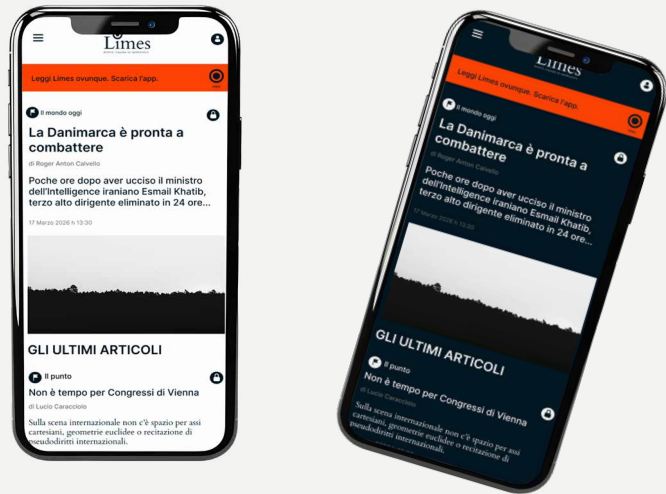 Limes
Leggi Limes ovunque. Scarica l'app.
Il mondo oggi
La Danimarca è pronta a
combattere
di Roger Anton Calvello
Poche ore dopo aver ucciso il ministro
dell'Intelligence iraniano Esmail Khatib,
terzo alto dirigente eliminato in 24 ore...
17 Marzo 2026 h 13:30
GLI ULTIMI ARTICOLI
Il punto
Non è tempo per Congressi di Vienna
di Lucio Caracciolo
Sulla scena internazionale non c'è spazio per assi
cartesiani, geometrie euclidee o recitazione di
pseudodiritti internazionali.
Limes
Leggi Limes ovunque. Scarica l'app.
Il mondo oggi
La Danimarca è pronta a
combattere
di Roger Anton Calvello
Poche ore dopo aver ucciso il ministro
dell'Intelligence iraniano Esmail Khatib,
terzo alto dirigente eliminato in 24 ore...
17 Marzo 2026 h 13:30
GLI ULTIMI ARTICOLI
Il punto
Non è tempo per Congressi di Vienna
di Lucio Caracciolo
Sulla scena internazionale non c'è spazio per assi
cartesiani, geometrie euclidee o recitazione di
pseudodiritti internazionali.